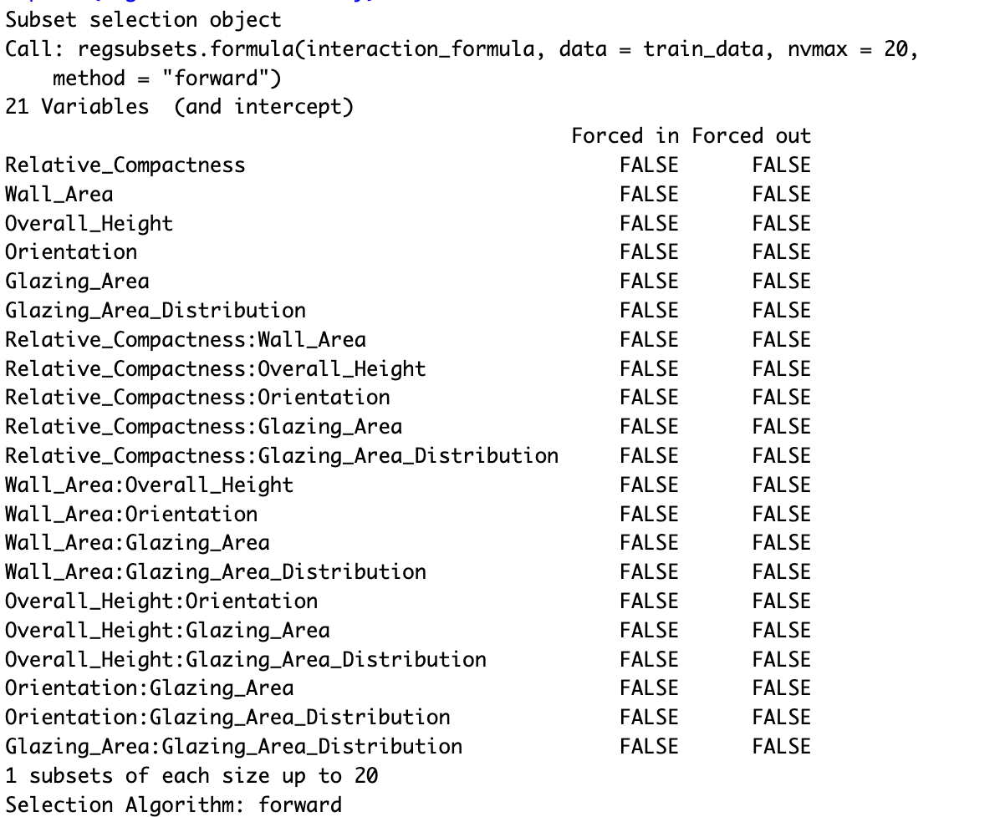 Subset selection object
Call: regsubsets.formula(interaction_formula, data = train_data, nvmax = 20,
    method = "forward")
21 Variables  (and intercept)
                                              Forced in Forced out
Relative_Compactness                              FALSE      FALSE
Wall_Area                                         FALSE      FALSE
Overall_Height                                    FALSE      FALSE
Orientation                                       FALSE      FALSE
Glazing_Area                                      FALSE      FALSE
Glazing_Area_Distribution                         FALSE      FALSE
Relative_Compactness:Wall_Area                    FALSE      FALSE
Relative_Compactness:Overall_Height               FALSE      FALSE
Relative_Compactness:Orientation                  FALSE      FALSE
Relative_Compactness:Glazing_Area                 FALSE      FALSE
Relative_Compactness:Glazing_Area_Distribution     FALSE      FALSE
Wall_Area:Overall_Height                          FALSE      FALSE
Wall_Area:Orientation                             FALSE      FALSE
Wall_Area:Glazing_Area                            FALSE      FALSE
Wall_Area:Glazing_Area_Distribution               FALSE      FALSE
Overall_Height:Orientation                        FALSE      FALSE
Overall_Height:Glazing_Area                       FALSE      FALSE
Overall_Height:Glazing_Area_Distribution          FALSE      FALSE
Orientation:Glazing_Area                          FALSE      FALSE
Orientation:Glazing_Area_Distribution             FALSE      FALSE
Glazing_Area:Glazing_Area_Distribution            FALSE      FALSE
1 subsets of each size up to 20
Selection Algorithm: forward